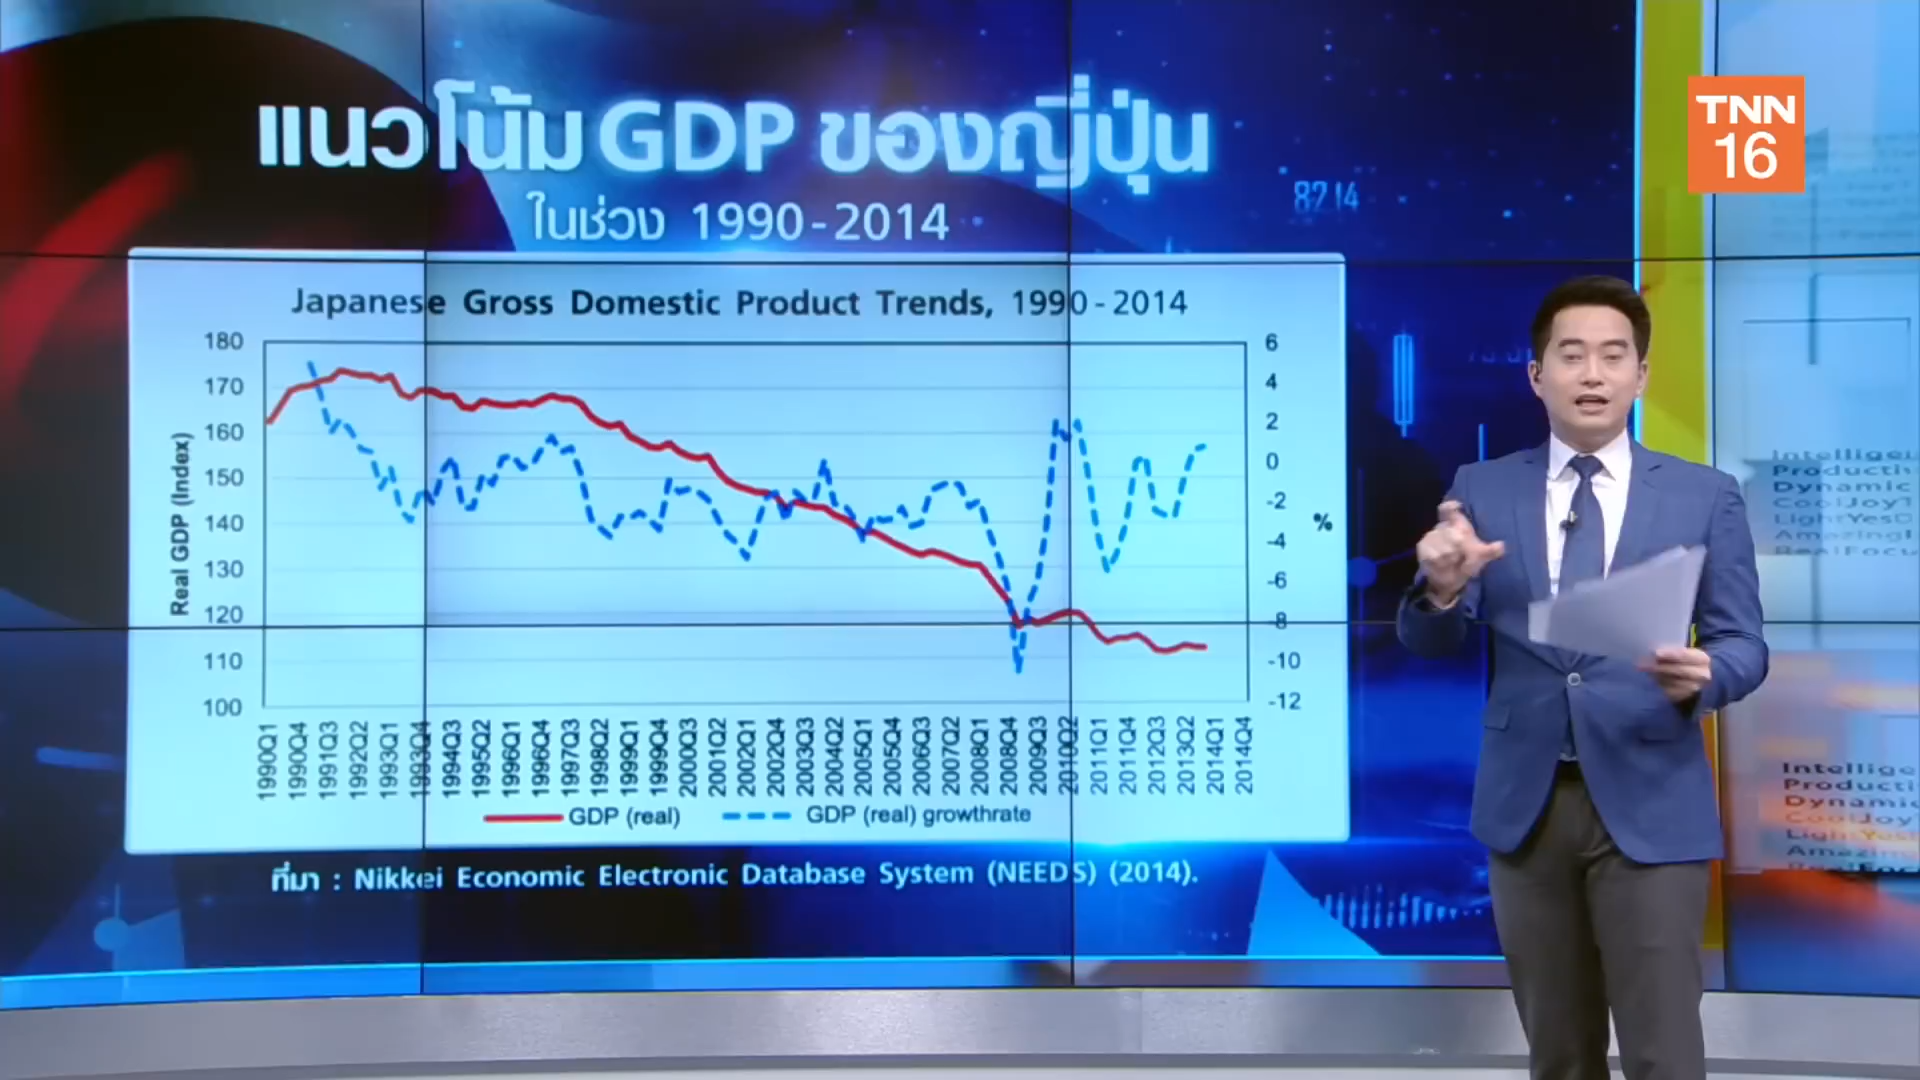 แนวโน้ม GDP ของญี่ปุ่น
ในช่วง 1990-2014
8214
TNN
16
Japanese Gross Domestic Product Trends, 1990-2014
Real GDP (Index)
180
170
160
150
140
130
120
110
100
6
4
2
0
-2
-4
-6
-8
-10
-12
%
1990Q1
1990Q4
1991Q3
1992Q2
1993Q1
1993Q4
1994Q3
1995Q2
1996Q1
1996Q4
1997Q3
1998Q2
1999Q1
1999Q4
2000Q3
2001Q2
2002Q1
2002Q4
2003Q3
2004Q2
2005Q1
2005Q4
2006Q3
2007Q2
2008Q1
2008Q4
2009Q3
2010Q2
2011Q1
2011Q4
2012Q3
2013Q2
2014Q1
2014Q4
GDP (real)
GDP (real) growthrate
ที่มา : Nikkei Economic Electronic Database System (NEEDS) (2014).
Dynamic
Dynamic